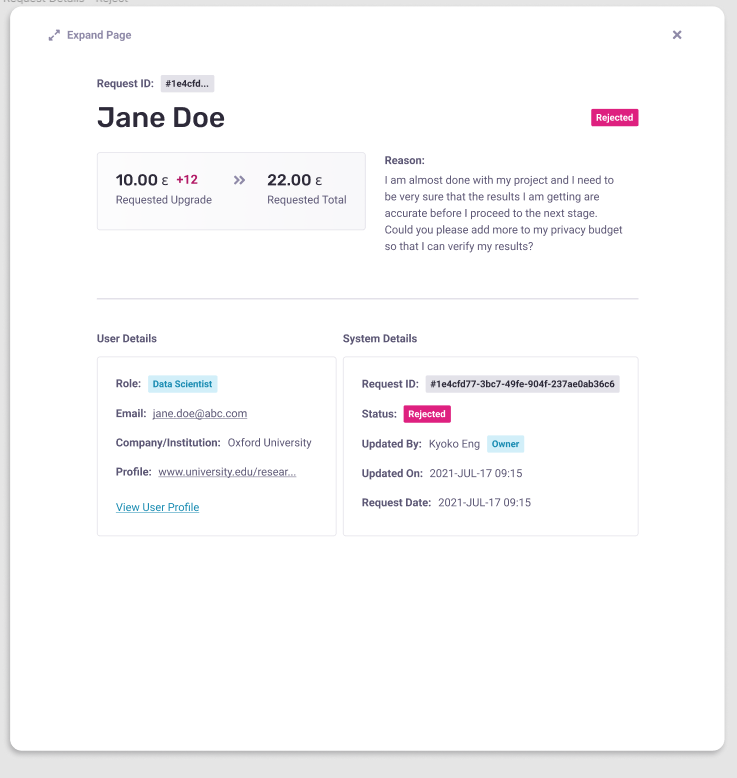 Request Details - Reject
Expand Page
Request ID: #1e4cfd...
Jane Doe
Rejected
10.00 ε +12 » 22.00 ε
Requested Upgrade Requested Total
Reason:
I am almost done with my project and I need to
be very sure that the results I am getting are
accurate before I proceed to the next stage.
Could you please add more to my privacy budget
so that I can verify my results?
User Details
Role: Data Scientist
Email: jane.doe@abc.com
Company/Institution: Oxford University
Profile: www.university.edu/resear...
View User Profile
System Details
Request ID: #1e4cfd77-3bc7-49fe-904f-237ae0ab36c6
Status: Rejected
Updated By: Kyoko Eng Owner
Updated On: 2021-JUL-17 09:15
Request Date: 2021-JUL-17 09:15